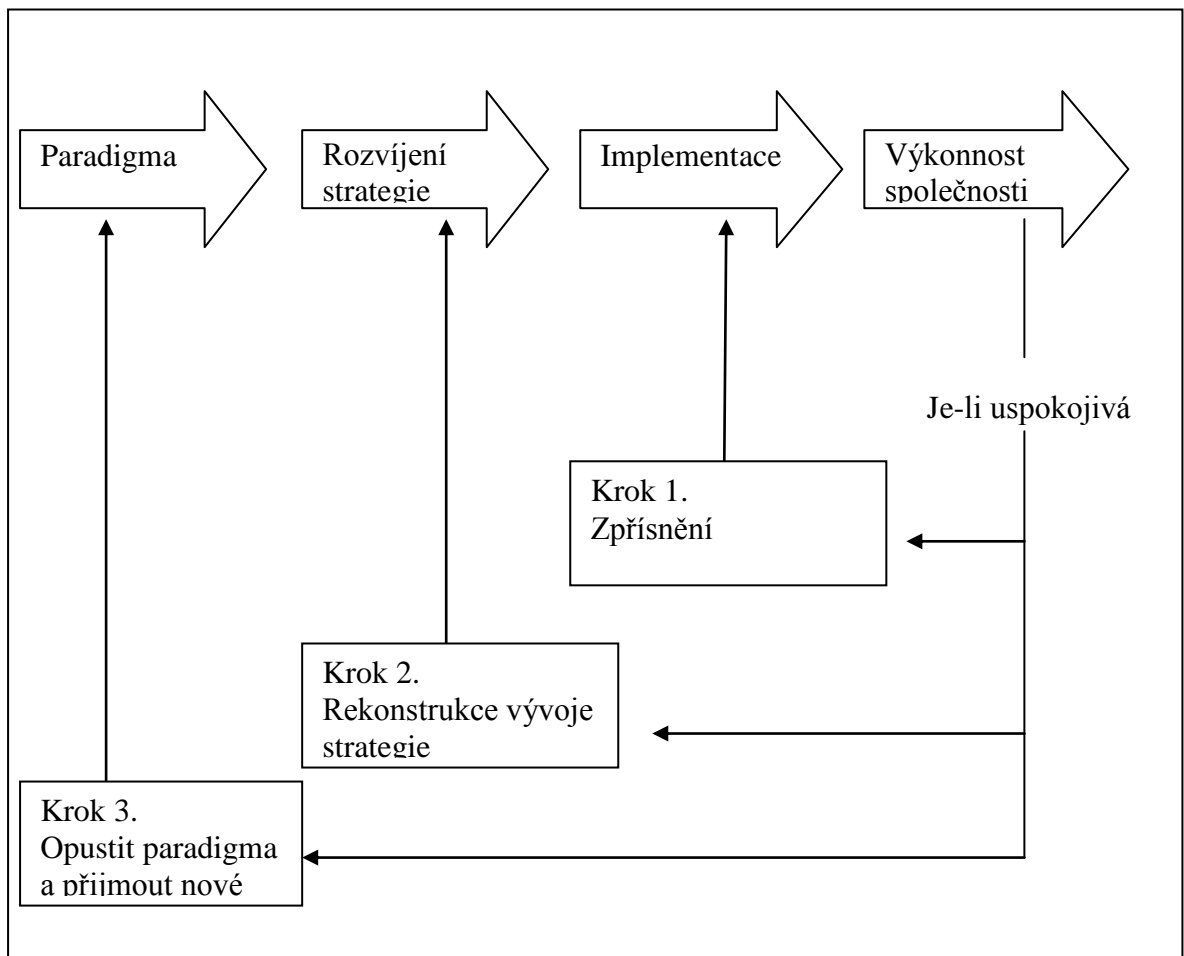 Paradigma
Rozvíjení
strategie
Implementace
Výkonnost
společnosti
Je-li uspokojivá
Krok 1.
Zpřísnění
Krok 2.
Rekonstrukce vývoje
strategie
Krok 3.
Opustit paradigma
a přijmout nové